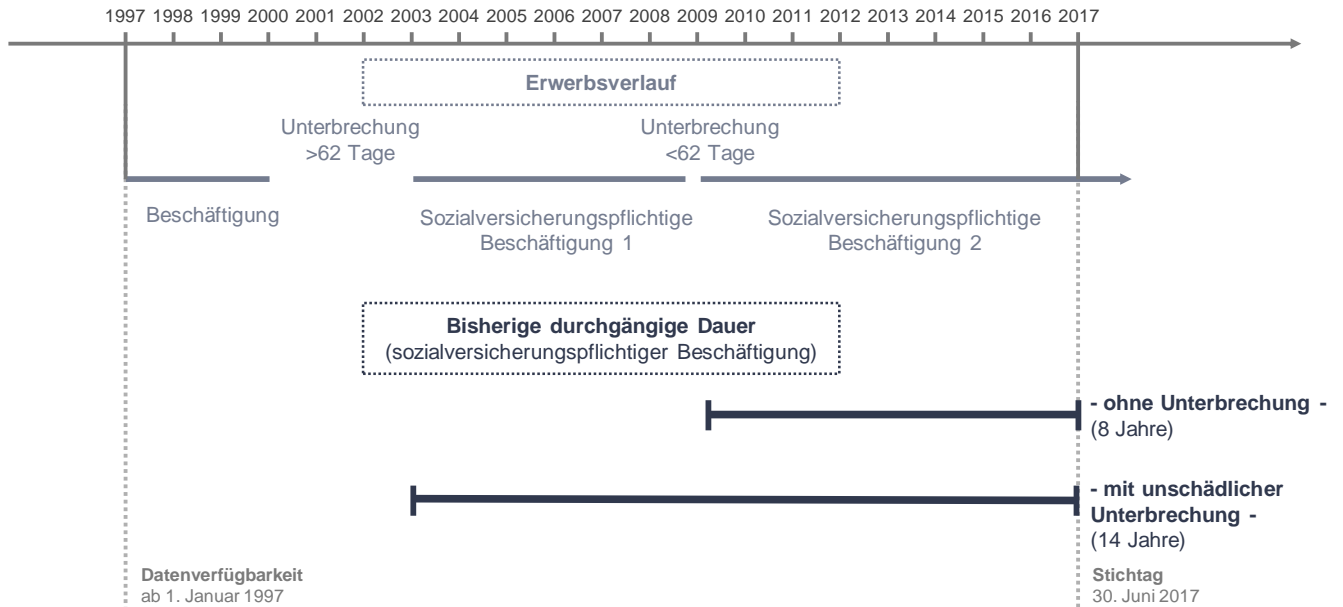 1997 1998 1999 2000 2001 2002 2003 2004 2005 2006 2007 2008 2009 2010 2011 2012 2013 2014 2015 2016 2017
Erwerbsverlauf
Unterbrechung
>62 Tage
Unterbrechung
<62 Tage
Beschäftigung
Sozialversicherungspflichtige
Beschäftigung 1
Sozialversicherungspflichtige
Beschäftigung 2
Bisherige durchgängige Dauer
(sozialversicherungspflichtiger Beschäftigung)
- ohne Unterbrechung -
(8 Jahre)
- mit unschädlicher
Unterbrechung -
(14 Jahre)
Datenverfügbarkeit
ab 1. Januar 1997
Stichtag
30. Juni 2017